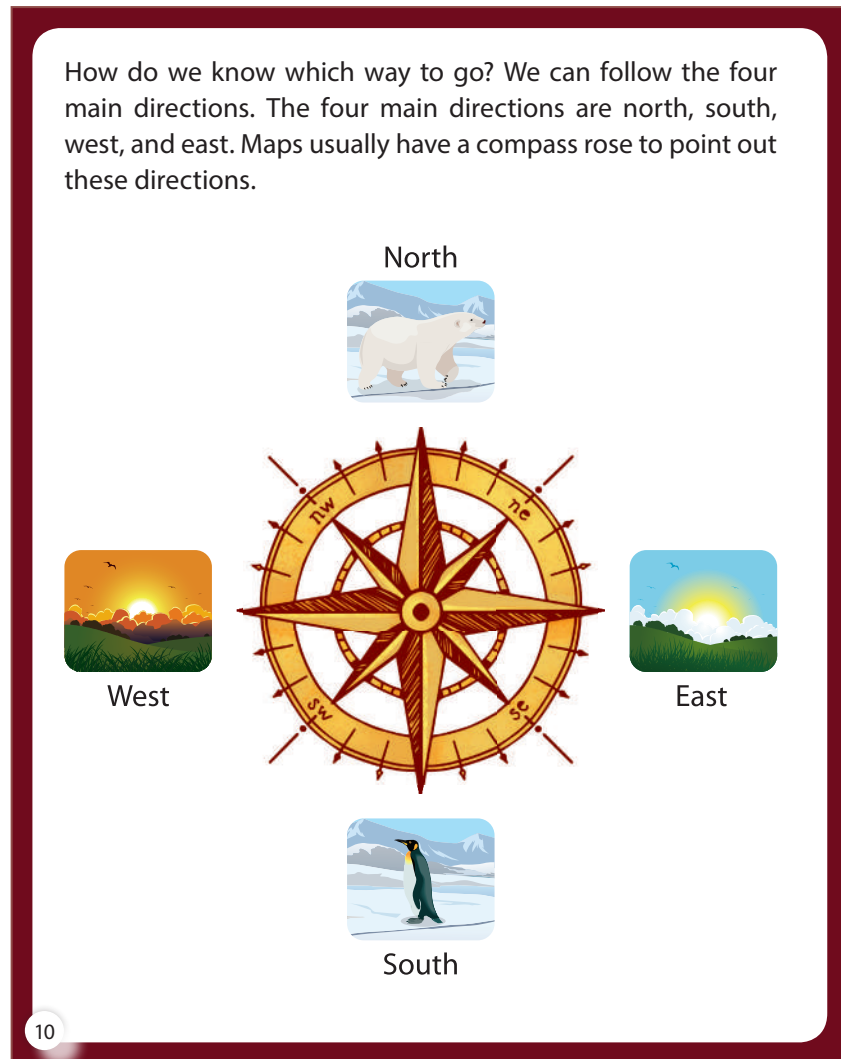 How do we know which way to go? We can follow the four
main directions. The four main directions are north, south,
west, and east. Maps usually have a compass rose to point out
these directions.
North
nw
ne
West
East
sw
se
South
10